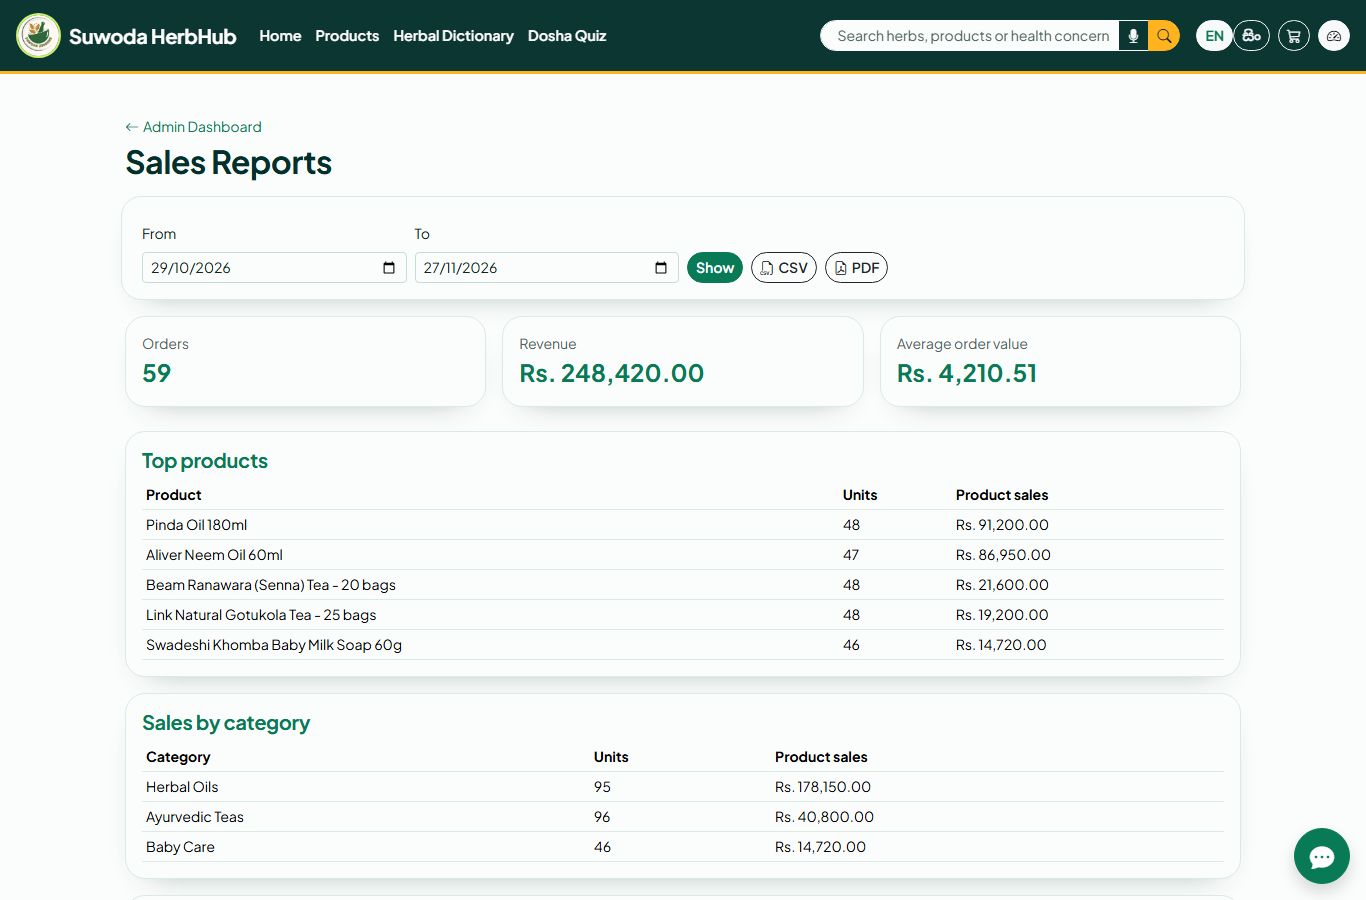 Suwoda HerbHub Home Products Herbal Dictionary Dosha Quiz Search herbs, products or health concern EN සිං
← Admin Dashboard
Sales Reports
From To
29/10/2026 27/11/2026 Show CSV PDF
Orders Revenue Average order value
59 Rs. 248,420.00 Rs. 4,210.51
Top products
Product Units Product sales
Pinda Oil 180ml 48 Rs. 91,200.00
Aliver Neem Oil 60ml 47 Rs. 86,950.00
Beam Ranawara (Senna) Tea - 20 bags 48 Rs. 21,600.00
Link Natural Gotukola Tea - 25 bags 48 Rs. 19,200.00
Swadeshi Khomba Baby Milk Soap 60g 46 Rs. 14,720.00
Sales by category
Category Units Product sales
Herbal Oils 95 Rs. 178,150.00
Ayurvedic Teas 96 Rs. 40,800.00
Baby Care 46 Rs. 14,720.00